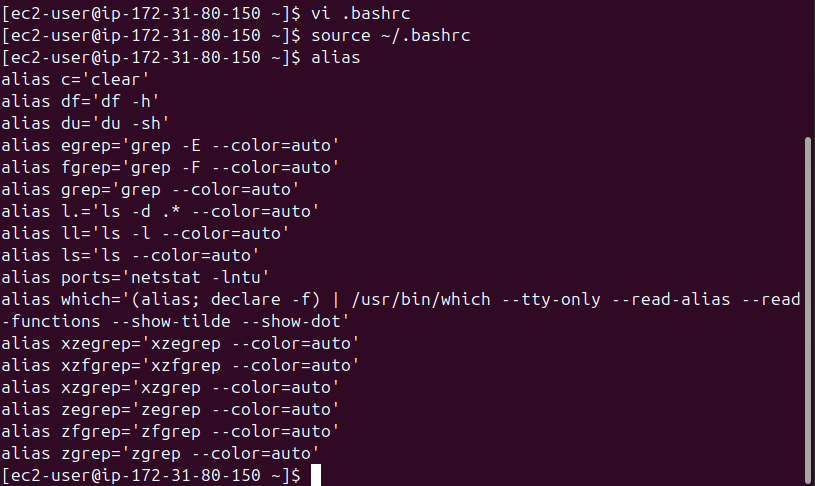 [ec2-user@ip-172-31-80-150 ~]$ vi .bashrc
[ec2-user@ip-172-31-80-150 ~]$ source ~/.bashrc
[ec2-user@ip-172-31-80-150 ~]$ alias
alias c='clear'
alias df='df -h'
alias du='du -sh'
alias egrep='grep -E --color=auto'
alias fgrep='grep -F --color=auto'
alias grep='grep --color=auto'
alias l.='ls -d .* --color=auto'
alias ll='ls -l --color=auto'
alias ls='ls --color=auto'
alias ports='netstat -lntu'
alias which='(alias; declare -f) | /usr/bin/which --tty-only --read-alias --read
-functions --show-tilde --show-dot'
alias xzegrep='xzegrep --color=auto'
alias xzfgrep='xzfgrep --color=auto'
alias xzgrep='xzgrep --color=auto'
alias zegrep='zegrep --color=auto'
alias zfgrep='zfgrep --color=auto'
alias zgrep='zgrep --color=auto'
[ec2-user@ip-172-31-80-150 ~]$